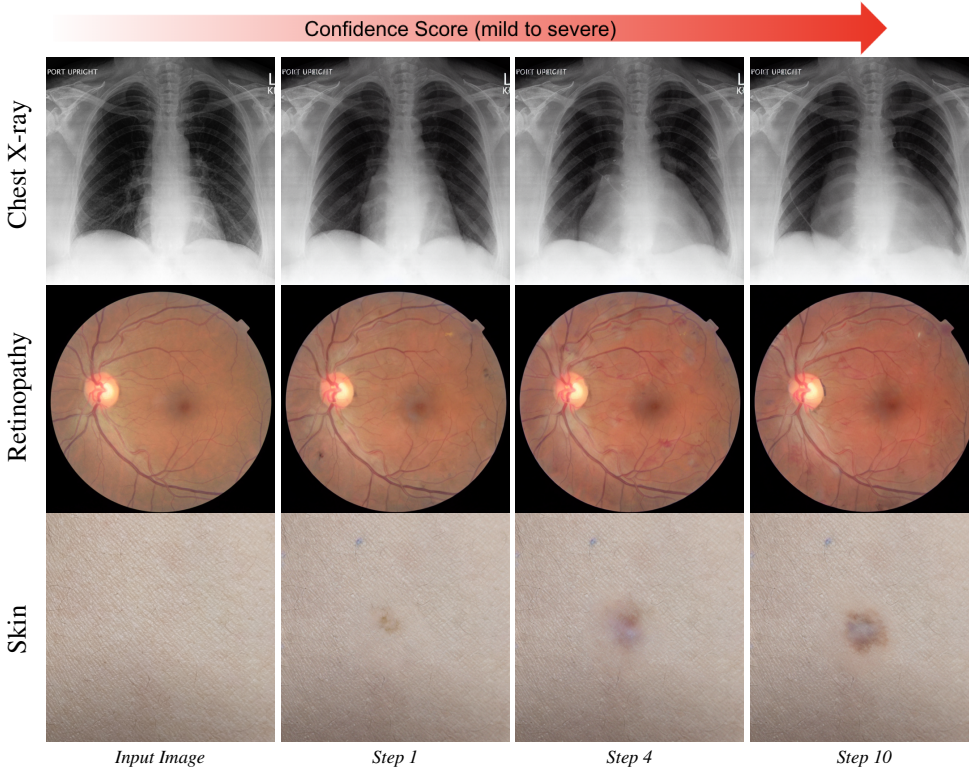 Confidence Score (mild to severe)
Chest X-ray
PORT UPRIGHT
L
PORT UPRIGHT
L
PORT UPRIGHT
L
PORT UPRIGHT
L
Retinopathy
Skin
Input Image
Step 1
Step 4
Step 10